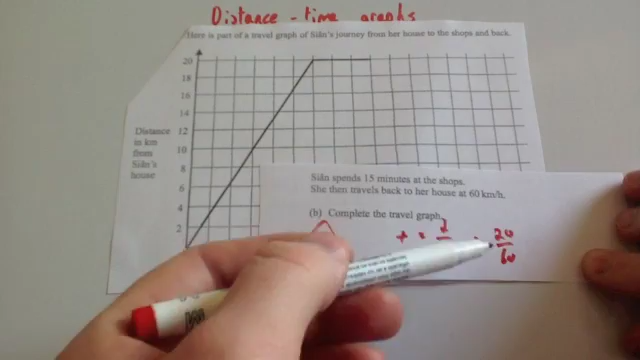 Distance - time graphs
Here is part of a travel graph of Siân's journey from her house to the shops and back.
20
18
16
14
Distance
in km
from
Siân's
house
12
10
8
6
4
2
Siân spends 15 minutes at the shops.
She then travels back to her house at 60 km/h.
(b) Complete the travel graph.
t =
= 20
60